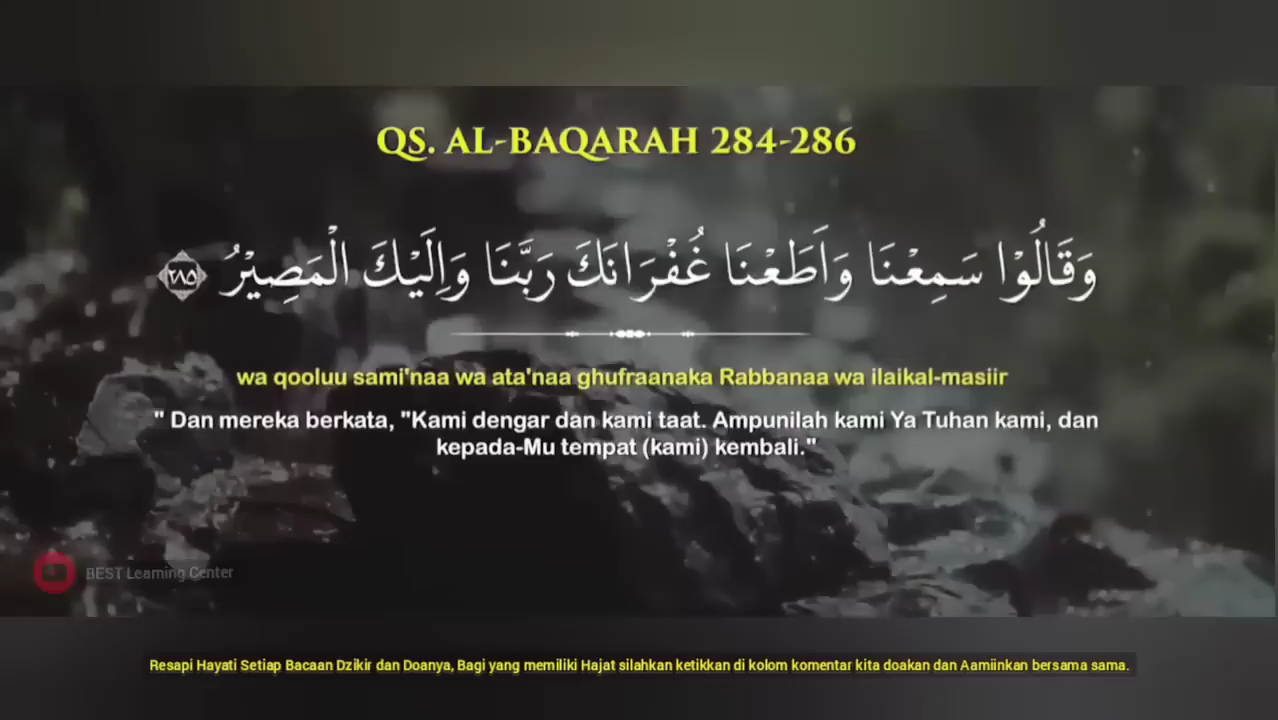 QS. AL-BAQARAH 284-286
وَقَالُوْا سَمِعْنَا وَاَطَعْنَا غُفْرَانَكَ رَبَّنَا وَاِلَيْكَ الْمَصِيْرُ ٢٨٥
wa qooluu sami'naa wa ata'naa ghufraanaka Rabbanaa wa ilaikal-masiir
" Dan mereka berkata, "Kami dengar dan kami taat. Ampunilah kami Ya Tuhan kami, dan
kepada-Mu tempat (kami) kembali."
BEST Learning Center
Resapi Hayati Setiap Bacaan Dzikir dan Doanya, Bagi yang memiliki Hajat silahkan ketikkan di kolom komentar kita doakan dan Aamiinkan bersama sama.